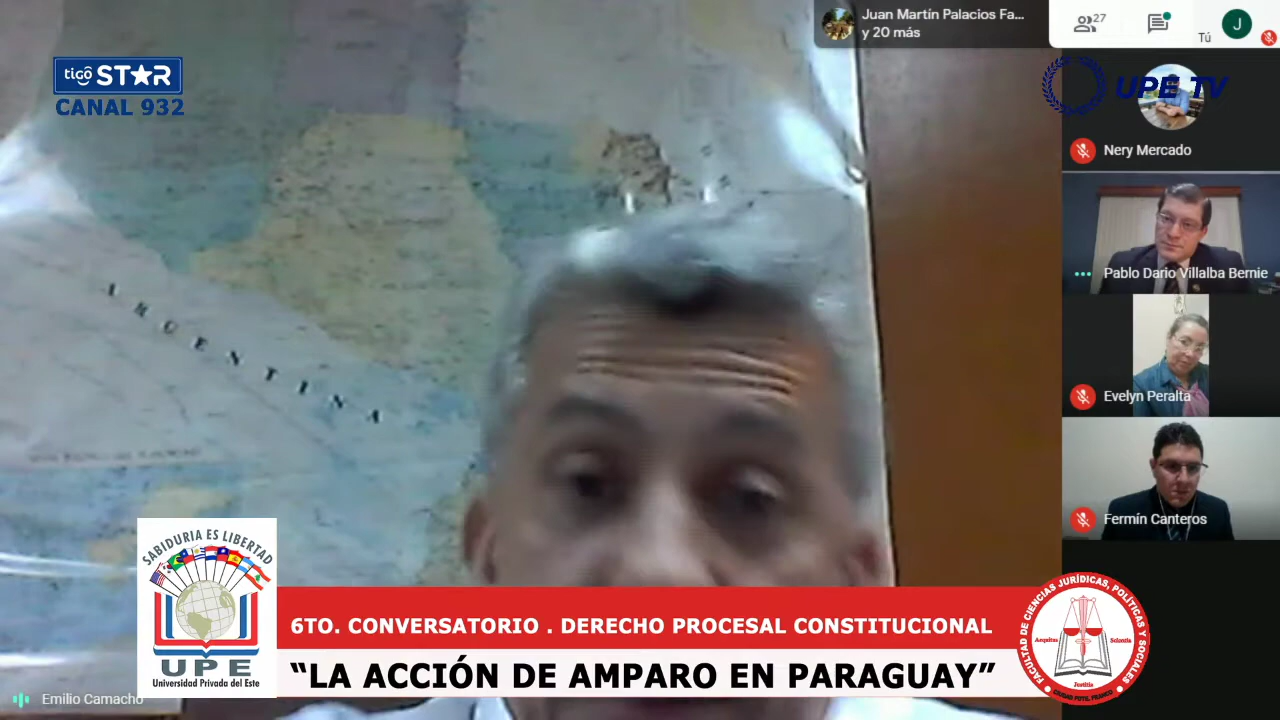 Juan Martín Palacios Fa...
y 20 más
27
Tú
J
tigo STAR
CANAL 932
UPE TV
Nery Mercado
Pablo Dario Villalba Bernie
Evelyn Peralta
Fermín Canteros
ARGENTINA
SABIDURIA ES LIBERTAD
UPE
Universidad Privada del Este
6TO. CONVERSATORIO . DERECHO PROCESAL CONSTITUCIONAL
“LA ACCIÓN DE AMPARO EN PARAGUAY”
FACULTAD DE CIENCIAS JURÍDICAS, POLÍTICAS Y SOCIALES
Justitia
Emilio Camacho